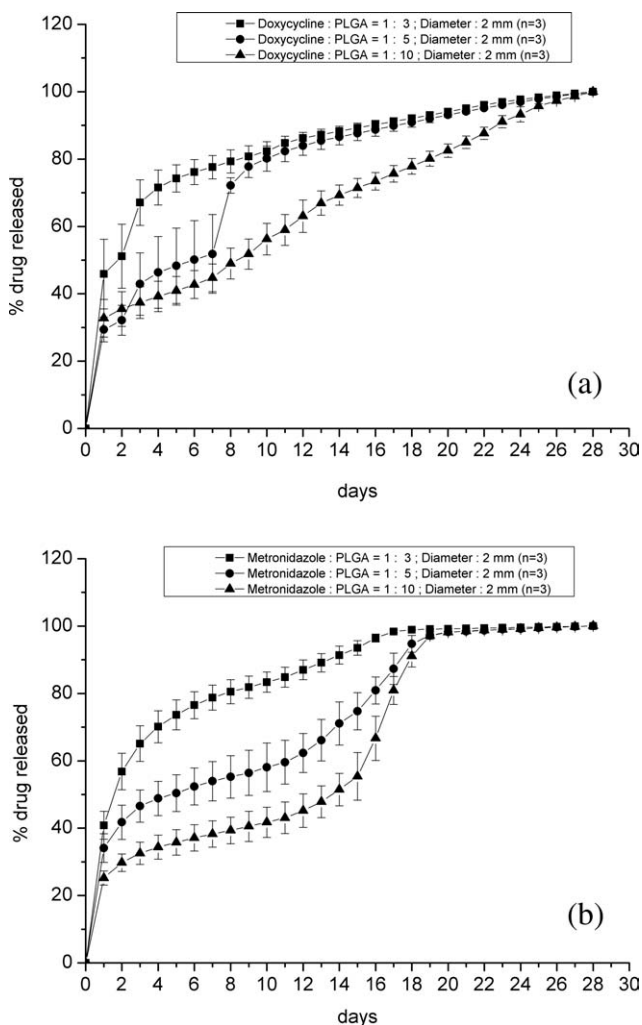 120
100
80
60
40
20
0
% drug released
Doxycycline : PLGA = 1 : 3 ; Diameter : 2 mm (n=3)
Doxycycline : PLGA = 1 : 5 ; Diameter : 2 mm (n=3)
Doxycycline : PLGA = 1 : 10 ; Diameter : 2 mm (n=3)
(a)
0 2 4 6 8 10 12 14 16 18 20 22 24 26 28 30
days
120
100
80
60
40
20
0
% drug released
Metronidazole : PLGA = 1 : 3 ; Diameter : 2 mm (n=3)
Metronidazole : PLGA = 1 : 5 ; Diameter : 2 mm (n=3)
Metronidazole : PLGA = 1 : 10 ; Diameter : 2 mm (n=3)
(b)
0 2 4 6 8 10 12 14 16 18 20 22 24 26 28 30
days